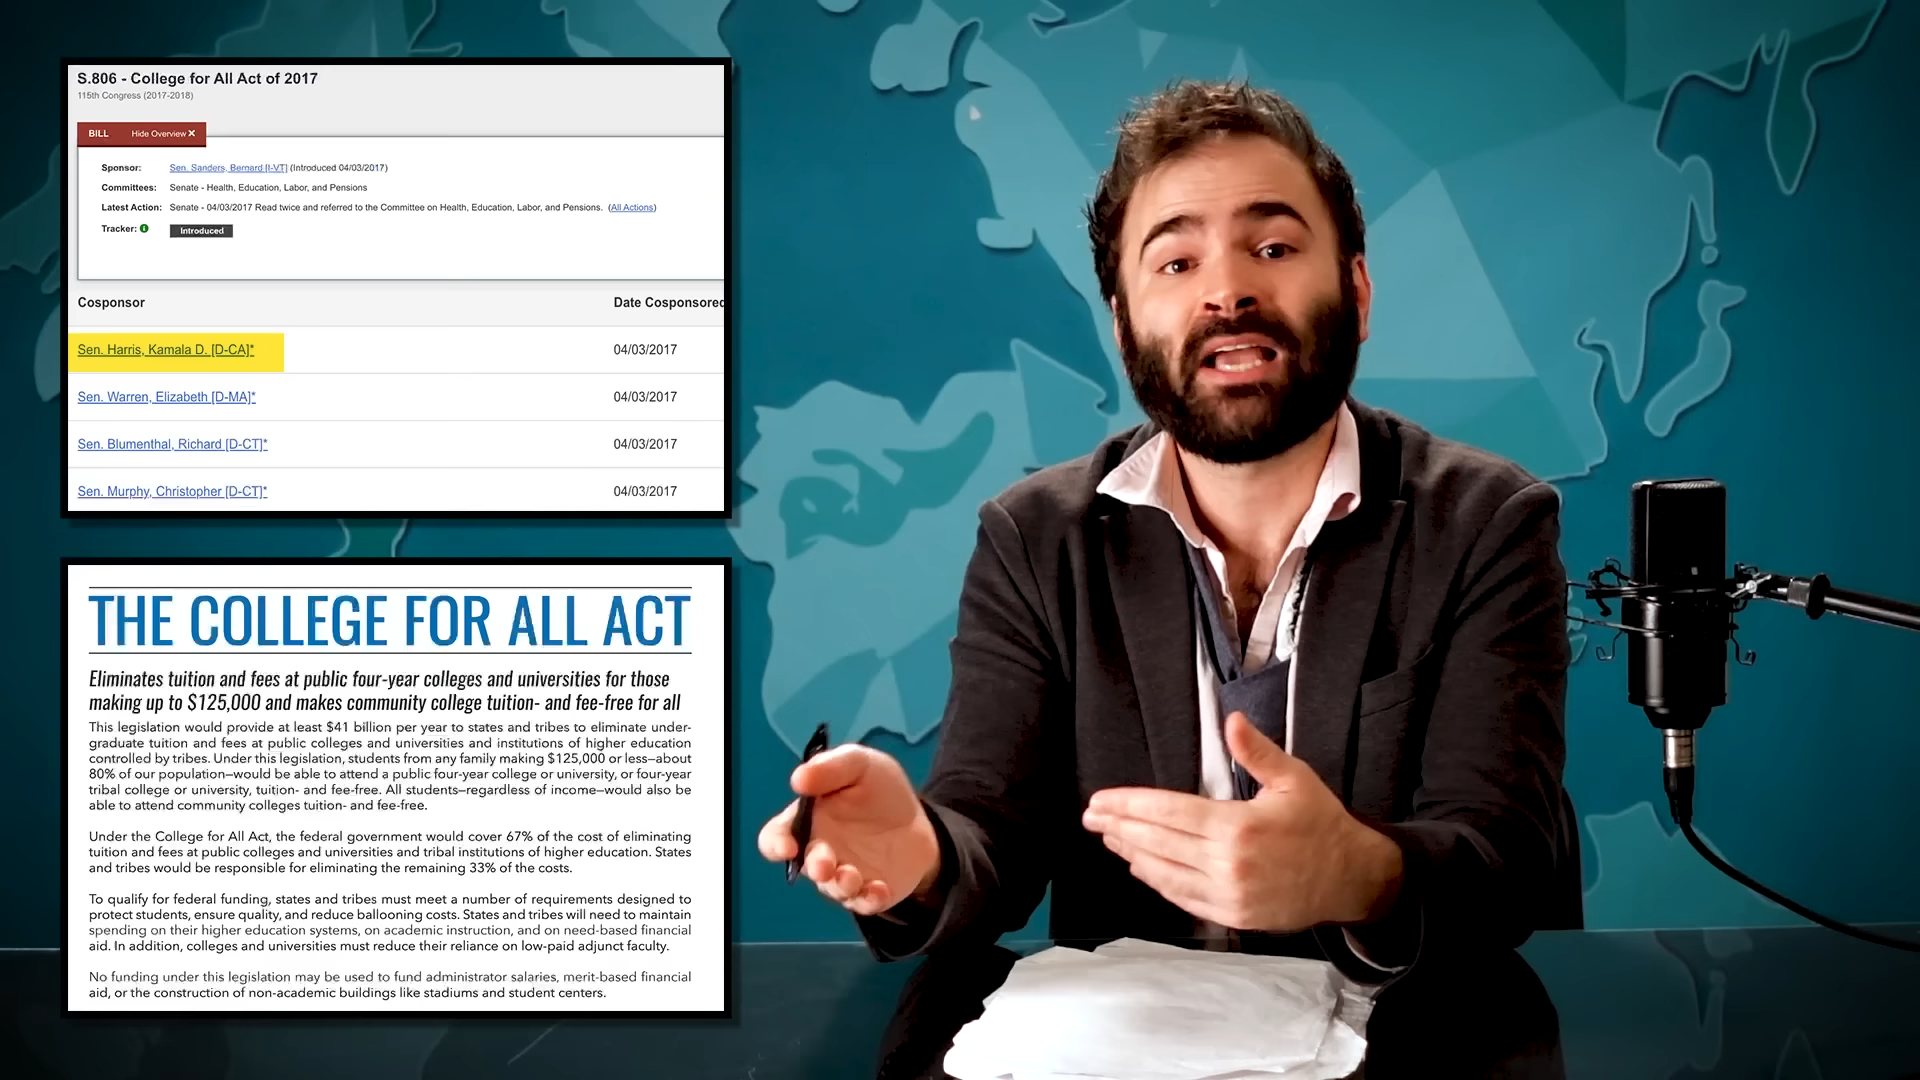 S.806 - College for All Act of 2017
115th Congress (2017-2018)
BILL Hide Overview ✕
Sponsor: Sen. Sanders, Bernard [I-VT] (Introduced 04/03/2017)
Committees: Senate - Health, Education, Labor, and Pensions
Latest Action: Senate - 04/03/2017 Read twice and referred to the Committee on Health, Education, Labor, and Pensions. (All Actions)
Tracker: Introduced
Cosponsor Date Cosponsored
Sen. Harris, Kamala D. [D-CA]* 04/03/2017
Sen. Warren, Elizabeth [D-MA]* 04/03/2017
Sen. Blumenthal, Richard [D-CT]* 04/03/2017
Sen. Murphy, Christopher [D-CT]* 04/03/2017
THE COLLEGE FOR ALL ACT
Eliminates tuition and fees at public four-year colleges and universities for those
making up to $125,000 and makes community college tuition- and fee-free for all
This legislation would provide at least $41 billion per year to states and tribes to eliminate under-
graduate tuition and fees at public colleges and universities and institutions of higher education
controlled by tribes. Under this legislation, students from any family making $125,000 or less—about
80% of our population—would be able to attend a public four-year college or university, or four-year
tribal college or university, tuition- and fee-free. All students—regardless of income—would also be
able to attend community colleges tuition- and fee-free.
Under the College for All Act, the federal government would cover 67% of the cost of eliminating
tuition and fees at public colleges and universities and tribal institutions of higher education. States
and tribes would be responsible for eliminating the remaining 33% of the costs.
To qualify for federal funding, states and tribes must meet a number of requirements designed to
protect students, ensure quality, and reduce ballooning costs. States and tribes will need to maintain
spending on their higher education systems, on academic instruction, and on need-based financial
aid. In addition, colleges and universities must reduce their reliance on low-paid adjunct faculty.
No funding under this legislation may be used to fund administrator salaries, merit-based financial
aid, or the construction of non-academic buildings like stadiums and student centers.